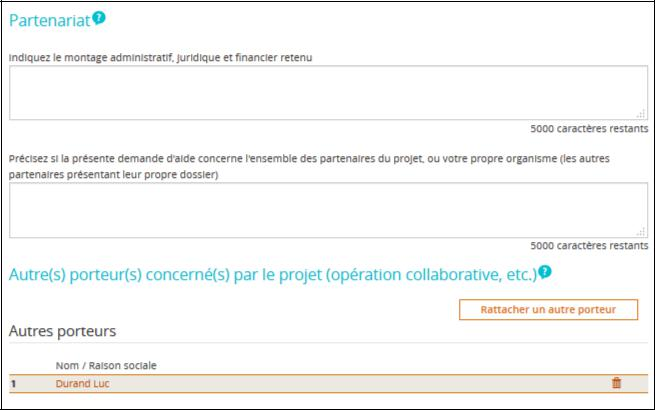 Partenariat ?
Indiquez le montage administratif, juridique et financier retenu
5000 caractères restants
Précisez si la présente demande d'aide concerne l'ensemble des partenaires du projet, ou votre propre organisme (les autres
partenaires présentant leur propre dossier)
5000 caractères restants
Autre(s) porteur(s) concerné(s) par le projet (opération collaborative, etc.) ?
Rattacher un autre porteur
Autres porteurs
Nom / Raison sociale
1 Durand Luc